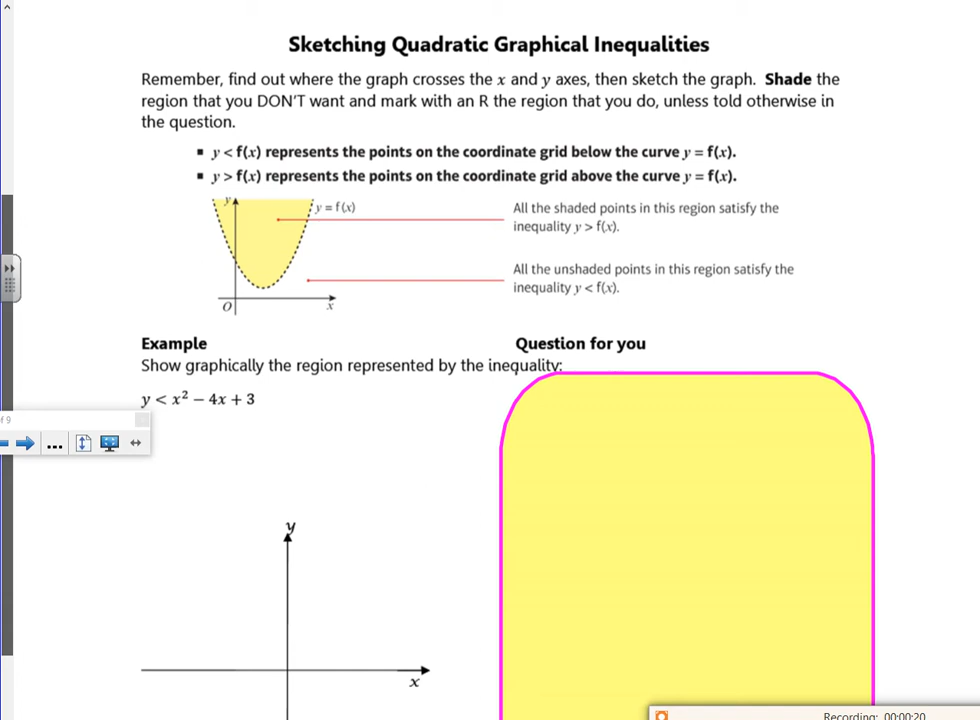 Sketching Quadratic Graphical Inequalities
Remember, find out where the graph crosses the x and y axes, then sketch the graph. Shade the
region that you DON'T want and mark with an R the region that you do, unless told otherwise in
the question.
▪ y < f(x) represents the points on the coordinate grid below the curve y = f(x).
▪ y > f(x) represents the points on the coordinate grid above the curve y = f(x).
y
y = f(x)
All the shaded points in this region satisfy the
inequality y > f(x).
All the unshaded points in this region satisfy the
inequality y < f(x).
O
x
Example
Question for you
Show graphically the region represented by the inequality:
y < x² − 4x + 3
of 9
...
y
x
Recording: 00:00:20